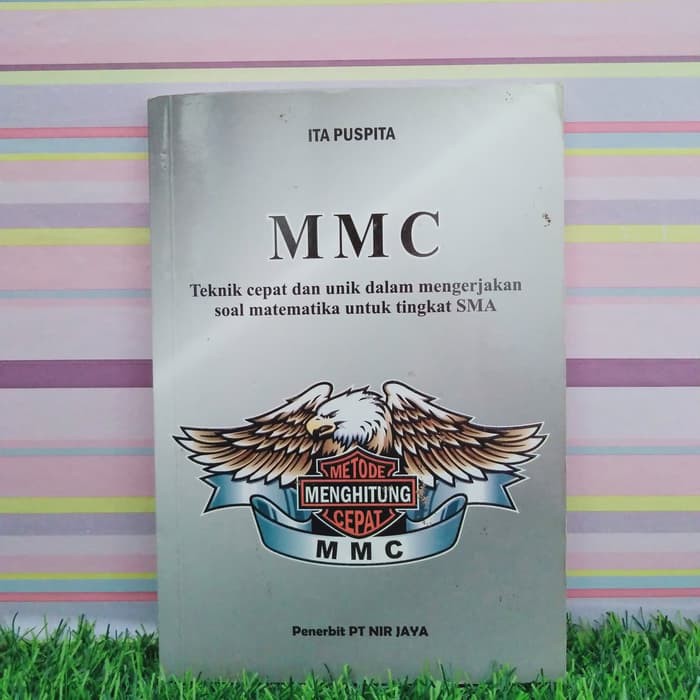 ITA PUSPITA
MMC
Teknik cepat dan unik dalam mengerjakan
soal matematika untuk tingkat SMA
METODE
MENGHITUNG
CEPAT
MMC
Penerbit PT NIR JAYA